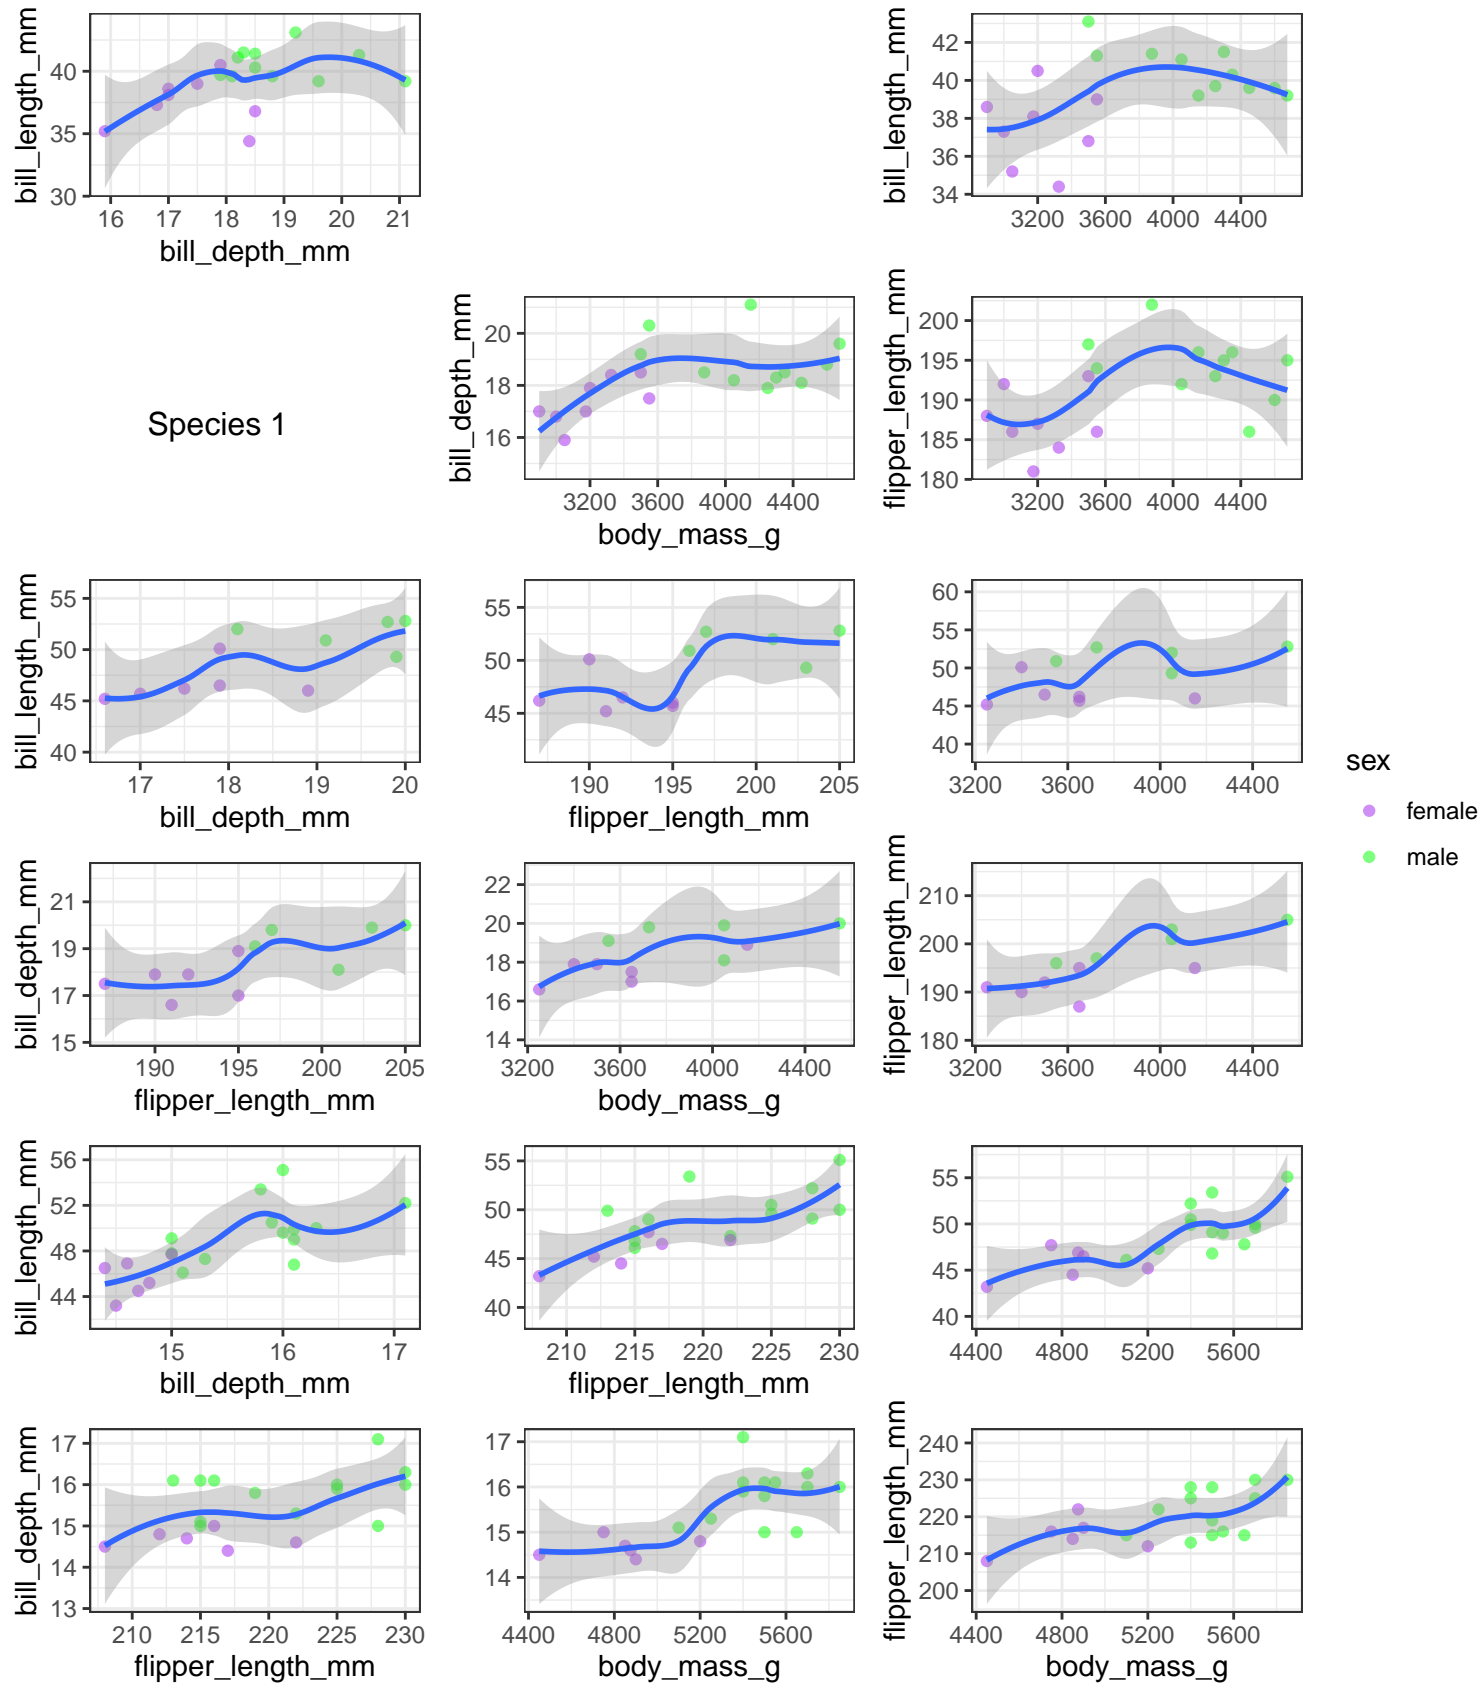 bill_length_mm
40
35
30
16 17 18 19 20 21
bill_depth_mm
bill_length_mm
42
40
38
36
34
3200 3600 4000 4400
Species 1
bill_depth_mm
20
18
16
3200 3600 4000 4400
body_mass_g
flipper_length_mm
200
195
190
185
180
3200 3600 4000 4400
bill_length_mm
55
50
45
40
17 18 19 20
bill_depth_mm
55
50
45
190 195 200 205
flipper_length_mm
60
55
50
45
40
3200 3600 4000 4400
sex
female
male
bill_depth_mm
21
19
17
15
190 195 200 205
flipper_length_mm
22
20
18
16
14
3200 3600 4000 4400
body_mass_g
flipper_length_mm
210
200
190
180
3200 3600 4000 4400
bill_length_mm
56
52
48
44
15 16 17
bill_depth_mm
55
50
45
40
210 215 220 225 230
flipper_length_mm
55
50
45
40
4400 4800 5200 5600
bill_depth_mm
17
16
15
14
13
210 215 220 225 230
flipper_length_mm
17
16
15
14
4400 4800 5200 5600
body_mass_g
flipper_length_mm
240
230
220
210
200
4400 4800 5200 5600
body_mass_g